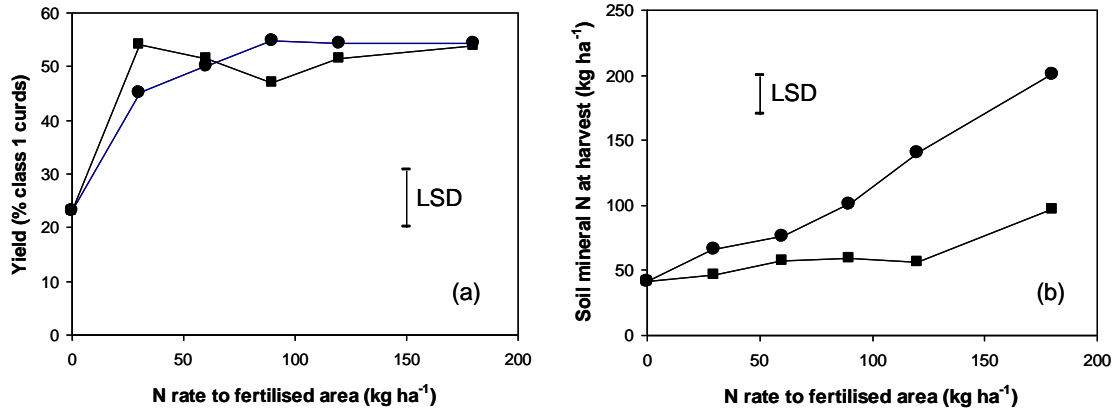 60
50
40
30
20
10
0
0 50 100 150 200
Yield (% class 1 curds)
LSD
(a)
N rate to fertilised area (kg ha⁻¹)
250
200
150
100
50
0
0 50 100 150 200
Soil mineral N at harvest (kg ha⁻¹)
LSD
(b)
N rate to fertilised area (kg ha⁻¹)